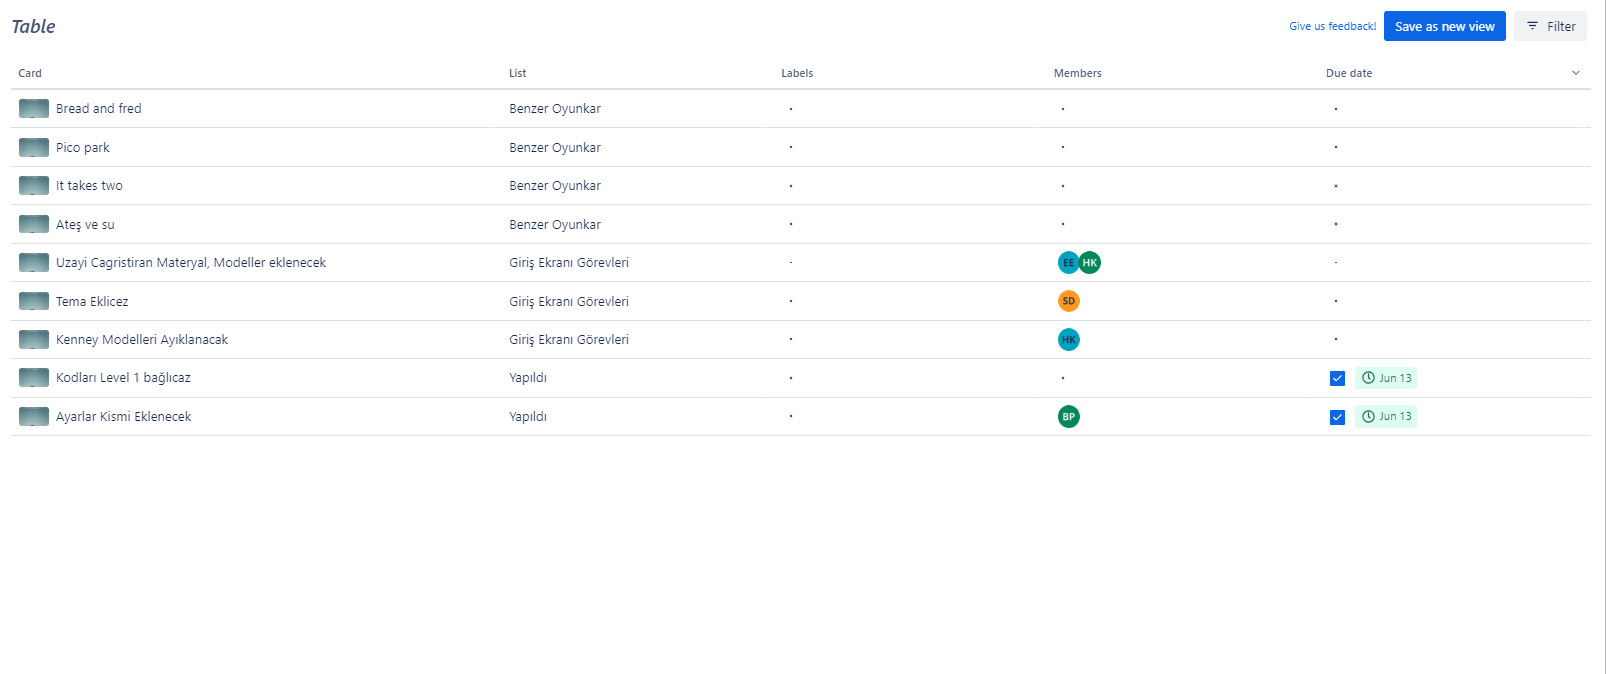 Table
Give us feedback! Save as new view Filter
Card List Labels Members Due date
Bread and fred Benzer Oyunkar
Pico park Benzer Oyunkar
It takes two Benzer Oyunkar
Ateş ve su Benzer Oyunkar
Uzayi Cagristiran Materyal, Modeller eklenecek Giriş Ekranı Görevleri EE HK
Tema Eklicez Giriş Ekranı Görevleri SD
Kenney Modelleri Ayıklanacak Giriş Ekranı Görevleri HK
Kodları Level 1 bağlıcaz Yapıldı Jun 13
Ayarlar Kismi Eklenecek Yapıldı BP Jun 13